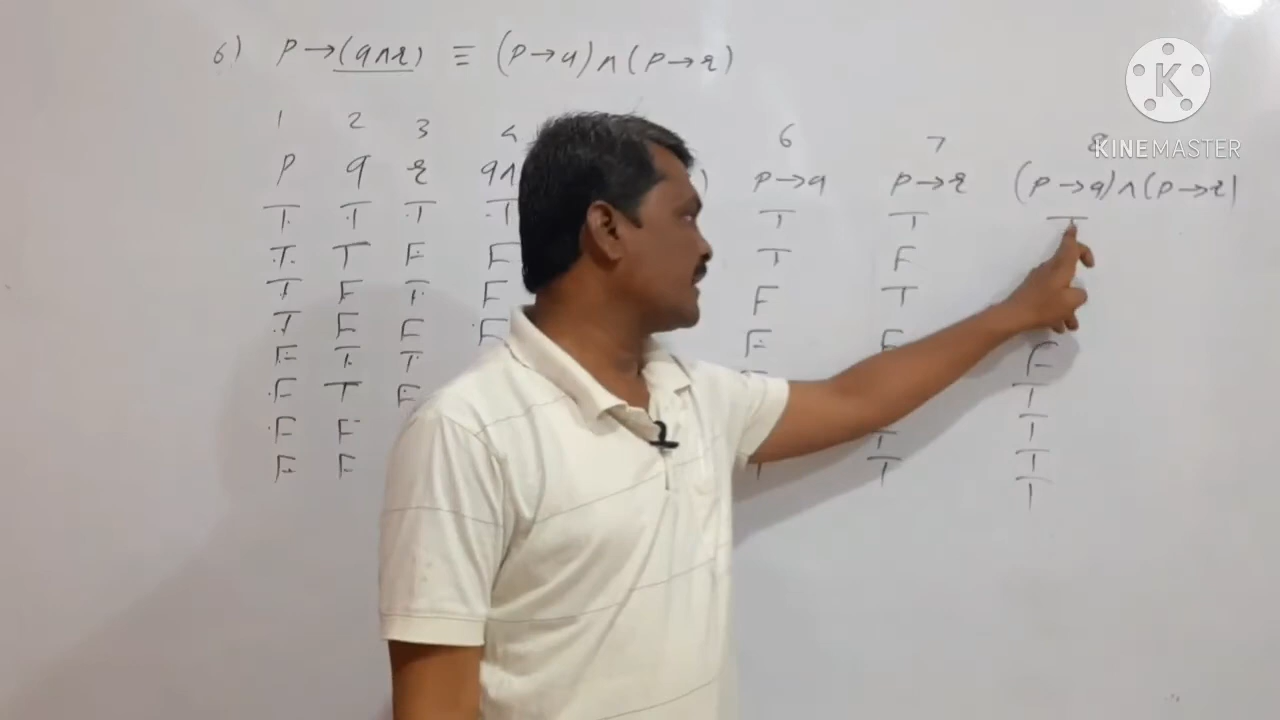 6) p→(q∧r) ≡ (p→q)∧(p→r)
KINEMASTER
1 2 3 4 6 7 8
p q r q∧ ) p→q p→r (p→q)∧(p→r)
T T T T T T T
T T F F T F
T F T F F T
T F F F F F F
F T T T
F T F T
F F T T
F F T T T